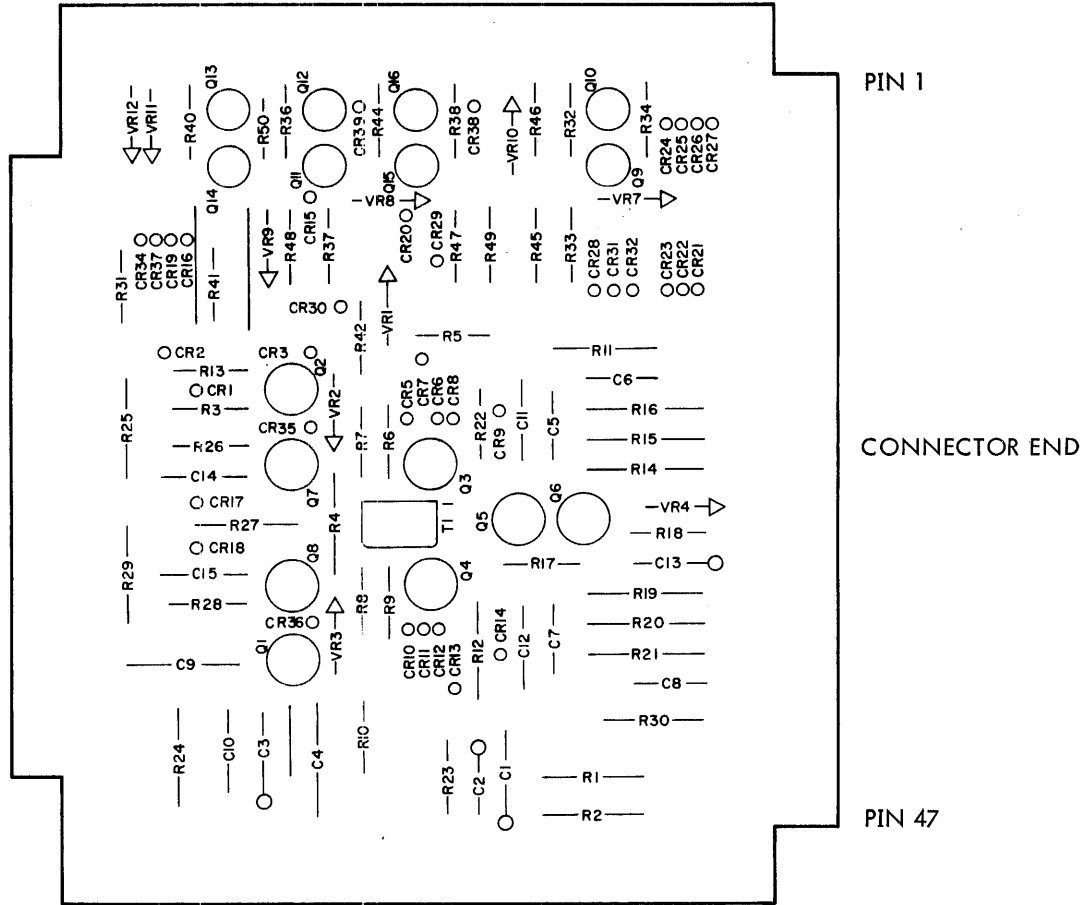 Q13 Q12 Q16 Q10
PIN 1
VR12 VR11 R40 R50 R36 CR39 R44 R38 CR38 VR10 R46 R32 R34 CR24 CR25 CR26 CR27
Q14 Q11 Q15 Q9
CR15 VR8 VR7
CR34 CR37 CR19 CR16 VR9 R48 R37 CR20 CR29 R47 R49 R45 R33 CR28 CR31 CR32 CR23 CR22 CR21
R31 R41
CR30 R42 VR1 R5
CR2 CR3 Q2 R11
R13 C6
CR1 VR2 CR5 CR7 CR6 CR8
R3 R16
R25 CR35 R7 R6 R22 CR9 C11 C5
R26 R15
CONNECTOR END
C14 R14
Q7 Q3
CR17 R4 T1 Q5 Q6 VR4
R27 R18
CR18 Q8
R29 C15 R8 R9 Q4 R17 C13
R28 R19
CR36 R20
Q1 VR3 CR10 CR11 CR12 CR13 R12 CR14 C12 C7
C9 R21
C8
R30
R24 C10 C3 C4 R10 R23 C2 C1
R1
R2
PIN 47